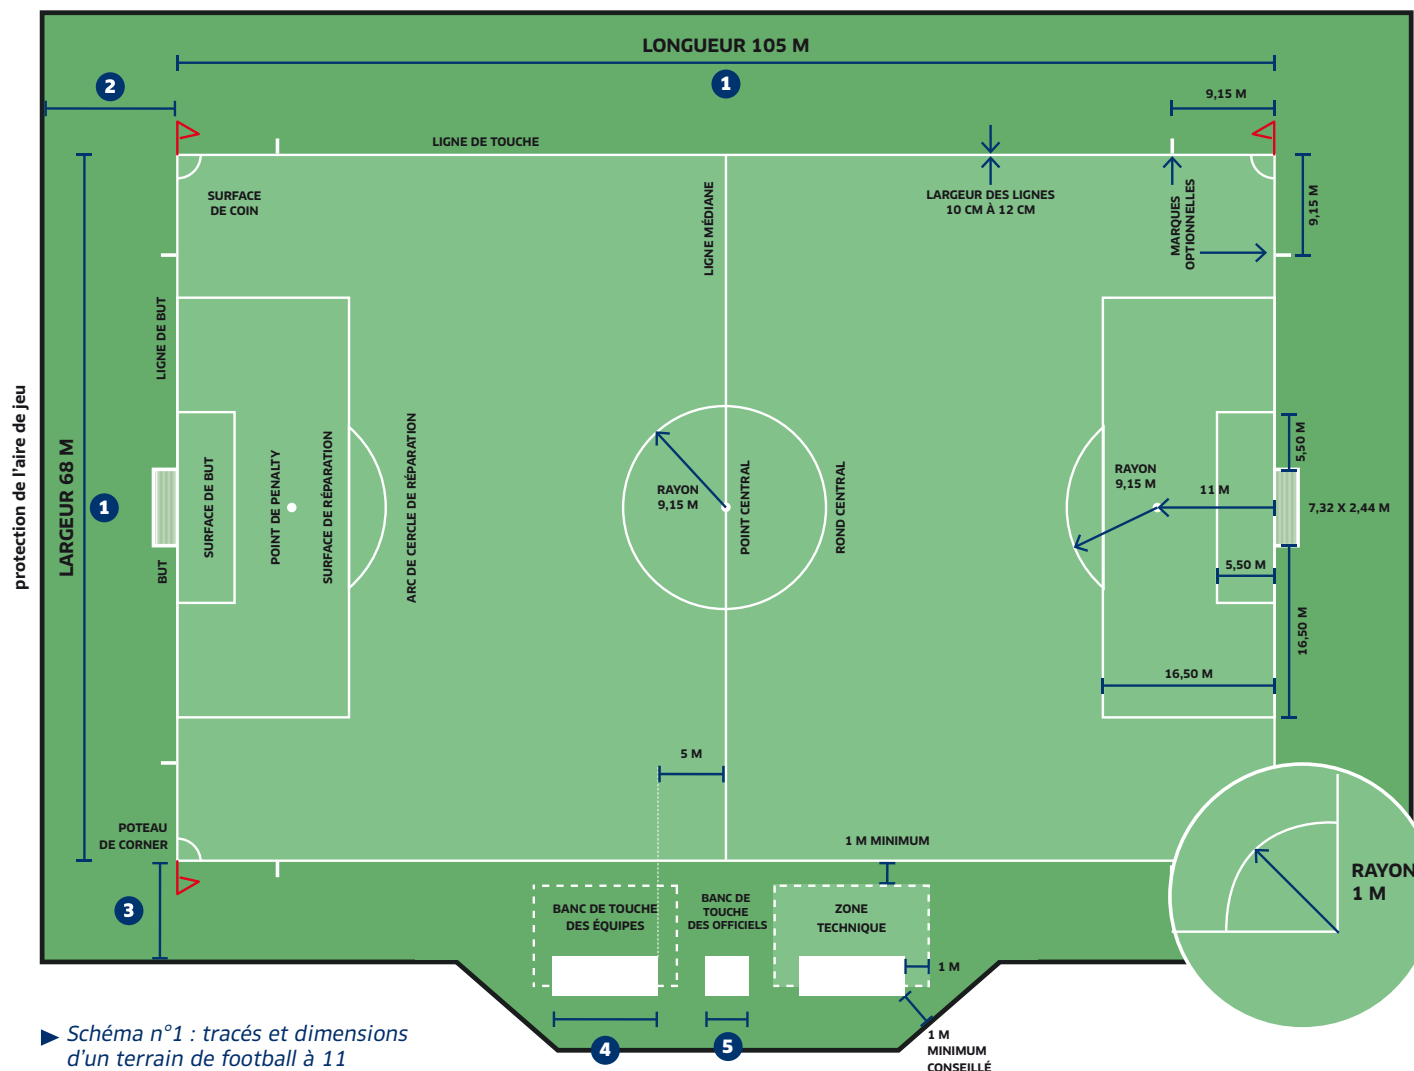 LONGUEUR 105 M
1
2
9,15 M
LIGNE DE TOUCHE
SURFACE
DE COIN
LIGNE MÉDIANE
LARGEUR DES LIGNES
10 CM À 12 CM
MARQUES
OPTIONNELLES
9,15 M
LIGNE DE BUT
protection de l'aire de jeu
LARGEUR 68 M
1
BUT
SURFACE DE BUT
POINT DE PENALTY
SURFACE DE RÉPARATION
ARC DE CERCLE DE RÉPARATION
RAYON
9,15 M
POINT CENTRAL
ROND CENTRAL
RAYON
9,15 M
11 M
5,50 M
7,32 X 2,44 M
5,50 M
16,50 M
16,50 M
5 M
POTEAU
DE CORNER
1 M MINIMUM
3
BANC DE TOUCHE
DES ÉQUIPES
BANC DE
TOUCHE
DES OFFICIELS
ZONE
TECHNIQUE
RAYON
1 M
1 M
4
5
1 M
MINIMUM
CONSEILLÉ
Schéma n°1 : tracés et dimensions
d'un terrain de football à 11